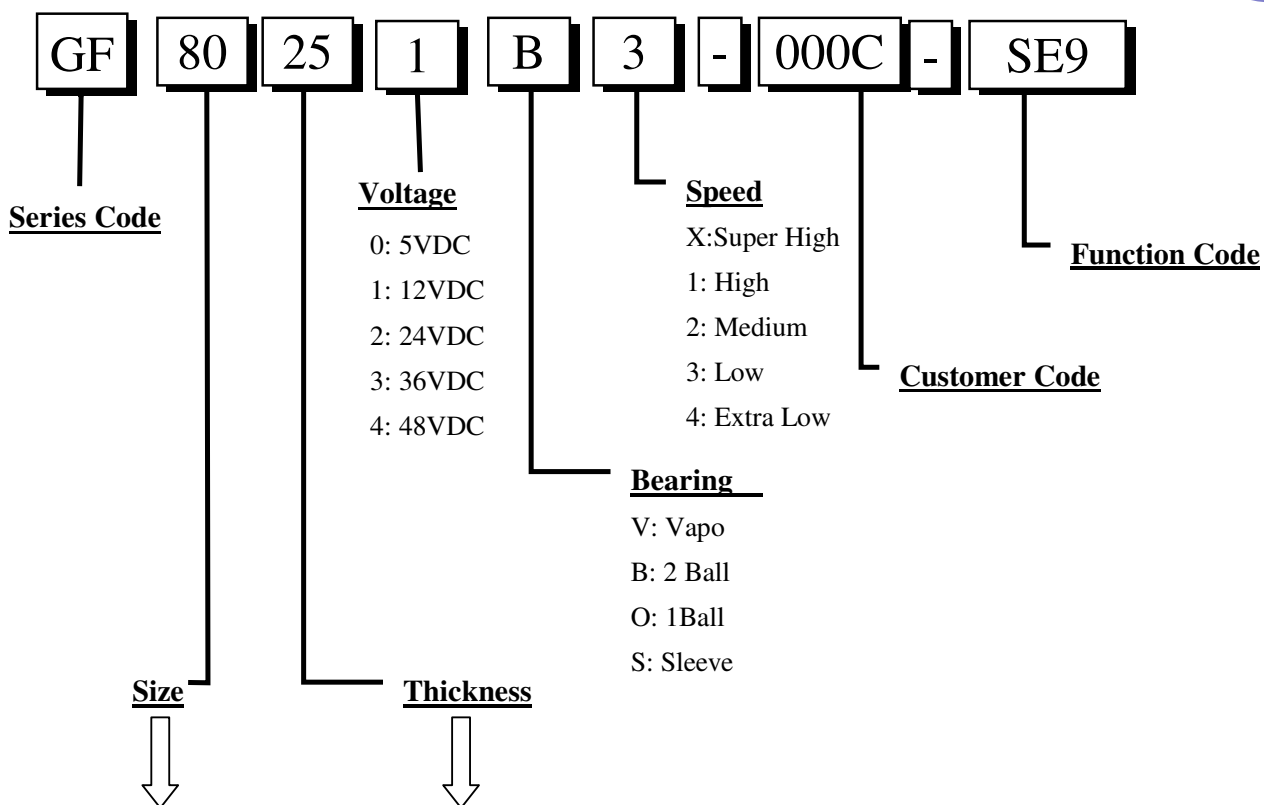 GF 80 25 1 B 3 - 000C - SE9
Series Code
Voltage
0: 5VDC
1: 12VDC
2: 24VDC
3: 36VDC
4: 48VDC
Speed
X:Super High
1: High
2: Medium
3: Low
4: Extra Low
Function Code
Customer Code
Bearing
V: Vapo
B: 2 Ball
O: 1Ball
S: Sleeve
Size
Thickness